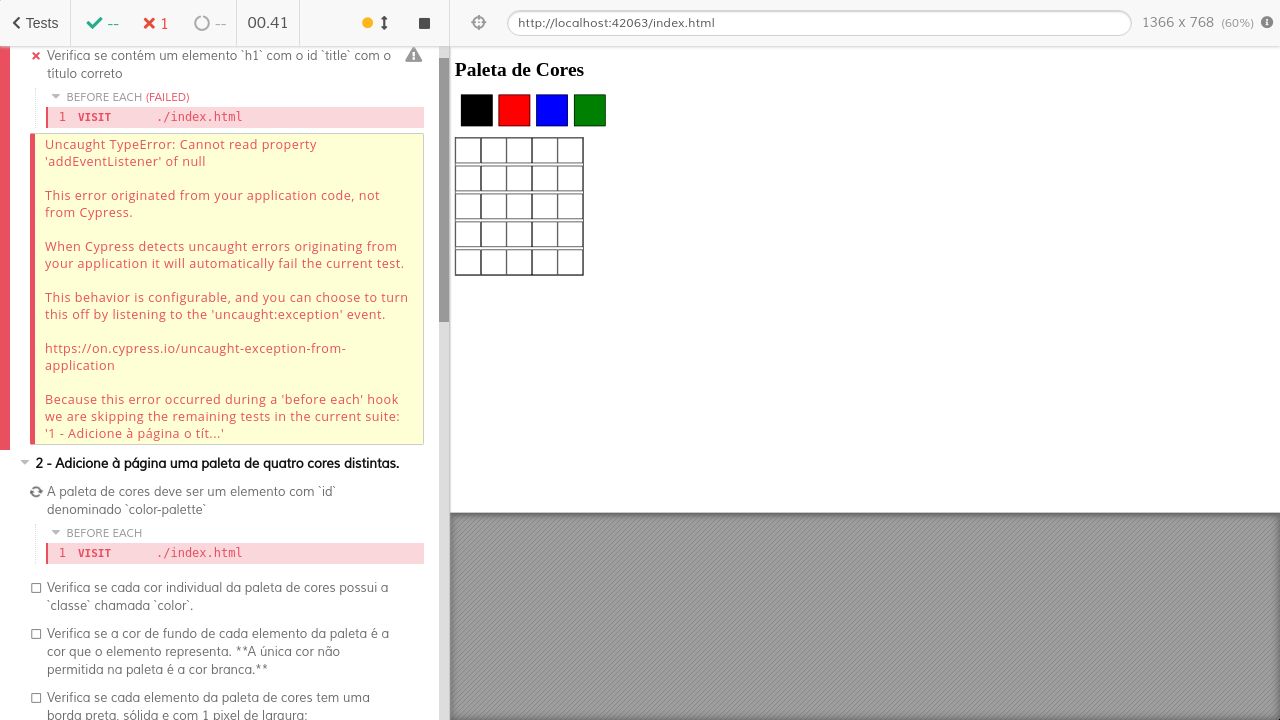 Tests
--
1
--
00.41
http://localhost:42063/index.html
1366 x 768 (60%)
Verifica se contém um elemento `h1` com o id `title` com o
título correto
BEFORE EACH (FAILED)
1 VISIT ./index.html
Uncaught TypeError: Cannot read property
'addEventListener' of null
This error originated from your application code, not
from Cypress.
When Cypress detects uncaught errors originating from
your application it will automatically fail the current test.
This behavior is configurable, and you can choose to turn
this off by listening to the 'uncaught:exception' event.
https://on.cypress.io/uncaught-exception-from-
application
Because this error occurred during a 'before each' hook
we are skipping the remaining tests in the current suite:
'1 - Adicione à página o tít...'
2 - Adicione à página uma paleta de quatro cores distintas.
A paleta de cores deve ser um elemento com `id`
denominado `color-palette`
BEFORE EACH
1 VISIT ./index.html
Verifica se cada cor individual da paleta de cores possui a
`classe` chamada `color`.
Verifica se a cor de fundo de cada elemento da paleta é a
cor que o elemento representa. **A única cor não
permitida na paleta é a cor branca.**
Verifica se cada elemento da paleta de cores tem uma
borda preta, sólida e com 1 pixel de largura;
Paleta de Cores